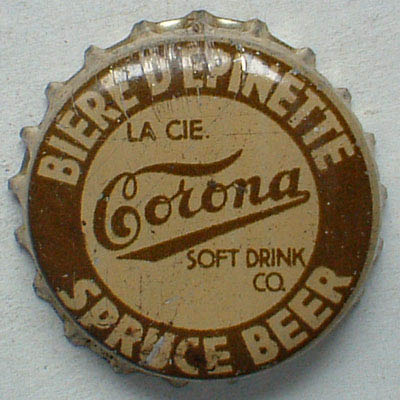 BIERE D'EPINETTE
LA CIE.
Corona
SOFT DRINK
CO.
SPRUCE BEER